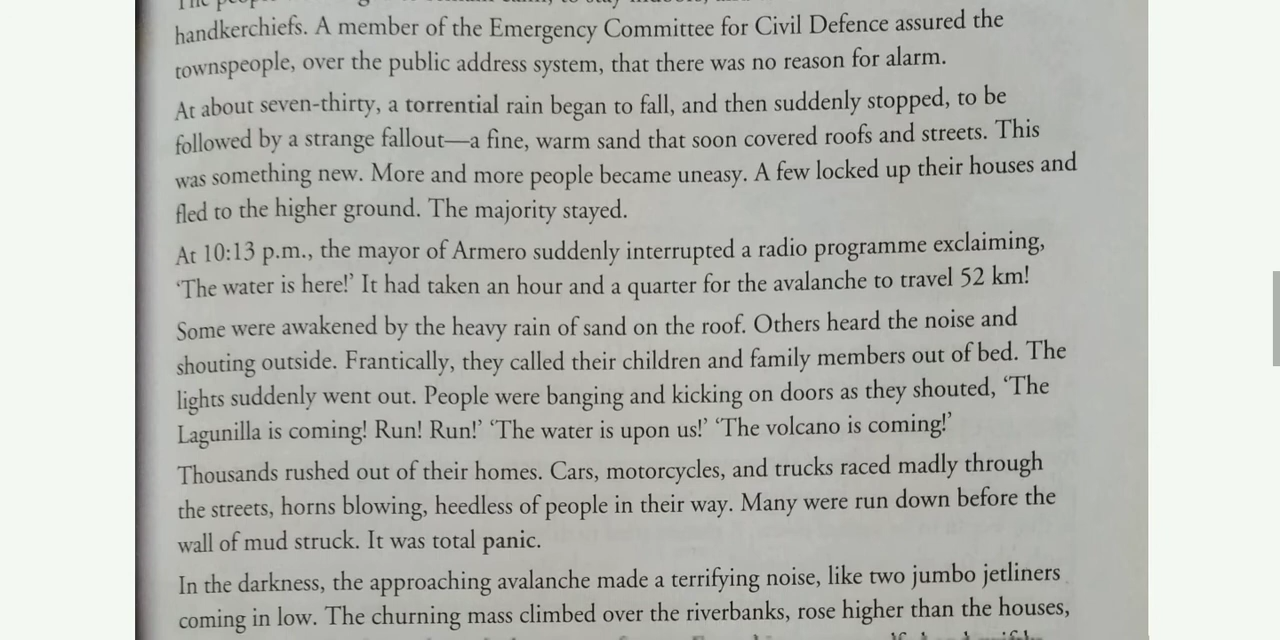 handkerchiefs. A member of the Emergency Committee for Civil Defence assured the
townspeople, over the public address system, that there was no reason for alarm.
At about seven-thirty, a torrential rain began to fall, and then suddenly stopped, to be
followed by a strange fallout—a fine, warm sand that soon covered roofs and streets. This
was something new. More and more people became uneasy. A few locked up their houses and
fled to the higher ground. The majority stayed.
At 10:13 p.m., the mayor of Armero suddenly interrupted a radio programme exclaiming,
‘The water is here!’ It had taken an hour and a quarter for the avalanche to travel 52 km!
Some were awakened by the heavy rain of sand on the roof. Others heard the noise and
shouting outside. Frantically, they called their children and family members out of bed. The
lights suddenly went out. People were banging and kicking on doors as they shouted, ‘The
Lagunilla is coming! Run! Run!’ ‘The water is upon us!’ ‘The volcano is coming!’
Thousands rushed out of their homes. Cars, motorcycles, and trucks raced madly through
the streets, horns blowing, heedless of people in their way. Many were run down before the
wall of mud struck. It was total panic.
In the darkness, the approaching avalanche made a terrifying noise, like two jumbo jetliners
coming in low. The churning mass climbed over the riverbanks, rose higher than the houses,